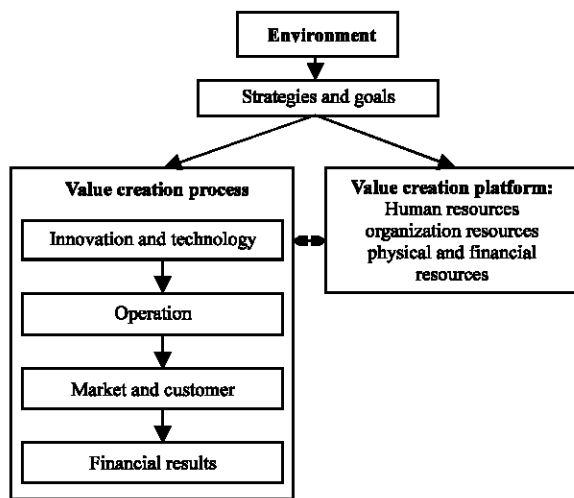 Environment
Strategies and goals
Value creation process
Innovation and technology
Operation
Market and customer
Financial results
Value creation platform:
Human resources
organization resources
physical and financial
resources